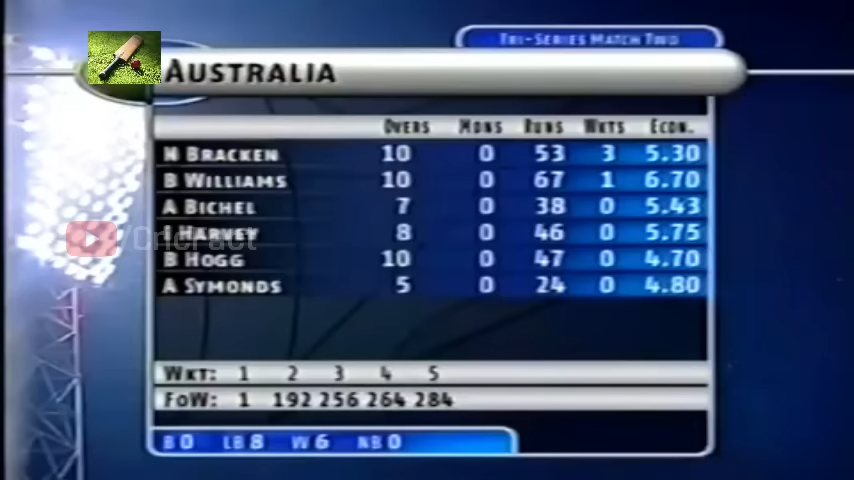 TRI-SERIES MATCH TWO
AUSTRALIA
OVERS MDNS RUNS WKTS ECON.
N BRACKEN 10 0 53 3 5.30
B WILLIAMS 10 0 67 1 6.70
A BICHEL 7 0 38 0 5.43
I HARVEY 8 0 46 0 5.75
/CricFact
B HOGG 10 0 47 0 4.70
A SYMONDS 5 0 24 0 4.80
WKT: 1 2 3 4 5
FOW: 1 192 256 264 284
B 0 LB 8 W 6 NB 0